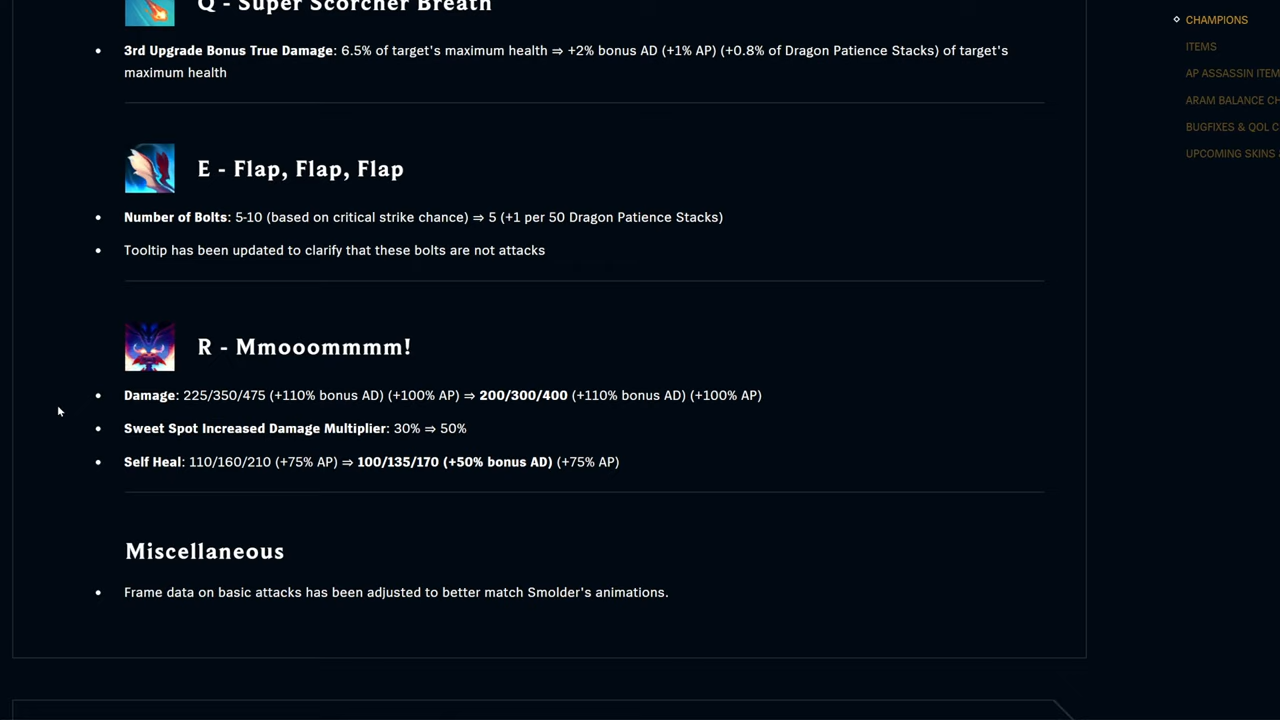 Q - Super Scorcher Breath
3rd Upgrade Bonus True Damage: 6.5% of target's maximum health ⇒ +2% bonus AD (+1% AP) (+0.8% of Dragon Patience Stacks) of target's
maximum health
E - Flap, Flap, Flap
Number of Bolts: 5-10 (based on critical strike chance) ⇒ 5 (+1 per 50 Dragon Patience Stacks)
Tooltip has been updated to clarify that these bolts are not attacks
R - Mmooommmm!
Damage: 225/350/475 (+110% bonus AD) (+100% AP) ⇒ 200/300/400 (+110% bonus AD) (+100% AP)
Sweet Spot Increased Damage Multiplier: 30% ⇒ 50%
Self Heal: 110/160/210 (+75% AP) ⇒ 100/135/170 (+50% bonus AD) (+75% AP)
Miscellaneous
Frame data on basic attacks has been adjusted to better match Smolder's animations.
CHAMPIONS
ITEMS
AP ASSASSIN ITEM
ARAM BALANCE CH
BUGFIXES & QOL C
UPCOMING SKINS